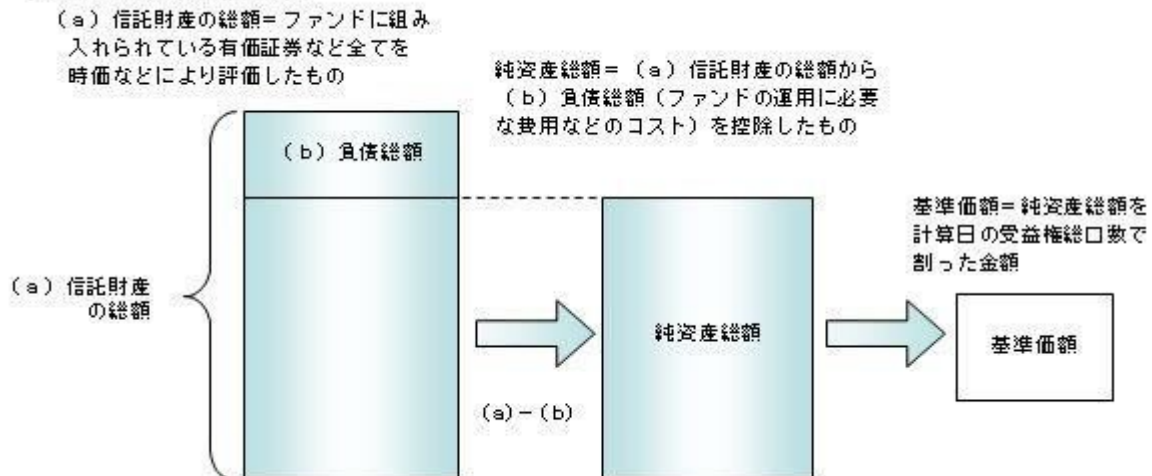 (a)信託財産の総額=ファンドに組み
入れられている有価証券など全てを
時価などにより評価したもの
純資産総額=(a)信託財産の総額から
(b)負債総額(ファンドの運用に必要
な費用などのコスト)を控除したもの
(b)負債総額
基準価額=純資産総額を
計算日の受益権総口数で
割った金額
(a)信託財産
の総額
純資産総額
基準価額
(a)-(b)